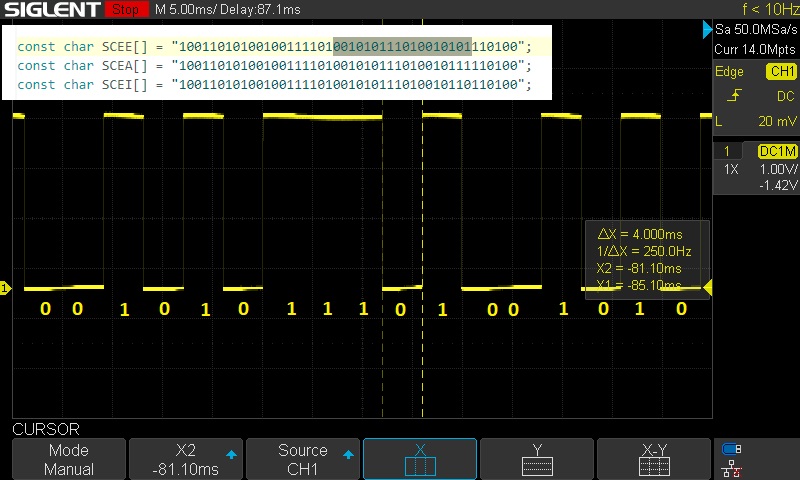 SIGLENT Stop M 5.00ms/ Delay:87.1ms f < 10Hz
const char SCEE[] = "10011010100100111101001010111010010101110100";
const char SCEA[] = "10011010100100111101001010111010010111110100";
const char SCEI[] = "10011010100100111101001010111010010110110100";
Sa 50.0MSa/s
Curr 14.0Mpts
Edge CH1
DC
L 20 mV
1 DC1M
1X 1.00V/
-1.42V
ΔX = 4.000ms
1/ΔX = 250.0Hz
X2 = -81.10ms
X1 = -85.10ms
1
0 0 1 0 1 0 1 1 1 0 1 0 0 1 0 1 0
CURSOR
Mode Manual
X2 -81.10ms
Source CH1
X
Y
X-Y